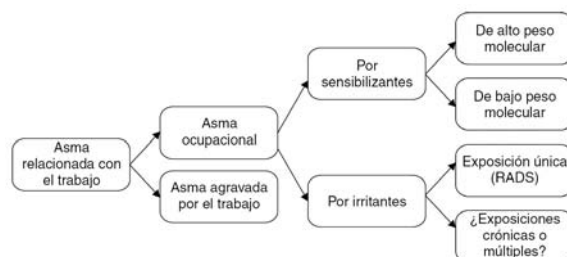 Asma
relacionada con
el trabajo
Asma
ocupacional
Asma agravada
por el trabajo
Por
sensibilizantes
Por irritantes
De alto peso
molecular
De bajo peso
molecular
Exposición única
(RADS)
¿Exposiciones
crónicas o
múltiples?